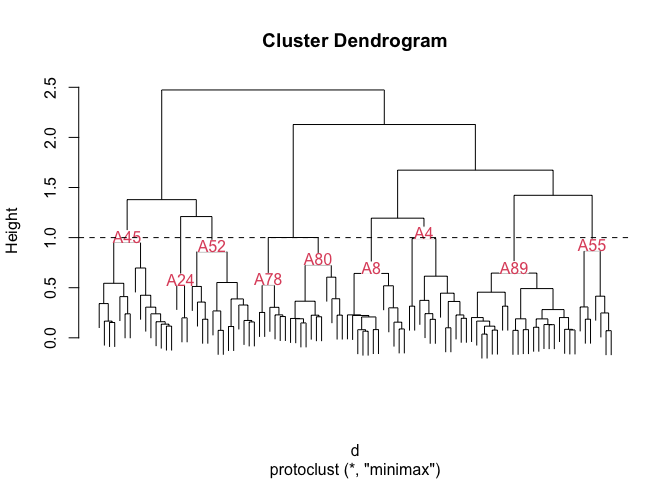 Cluster Dendrogram
Height
2.5
2.0
1.5
1.0
0.5
0.0
A45
A52
A24
A78
A80
A8
A4
A89
A55
d
protoclust (*, "minimax")